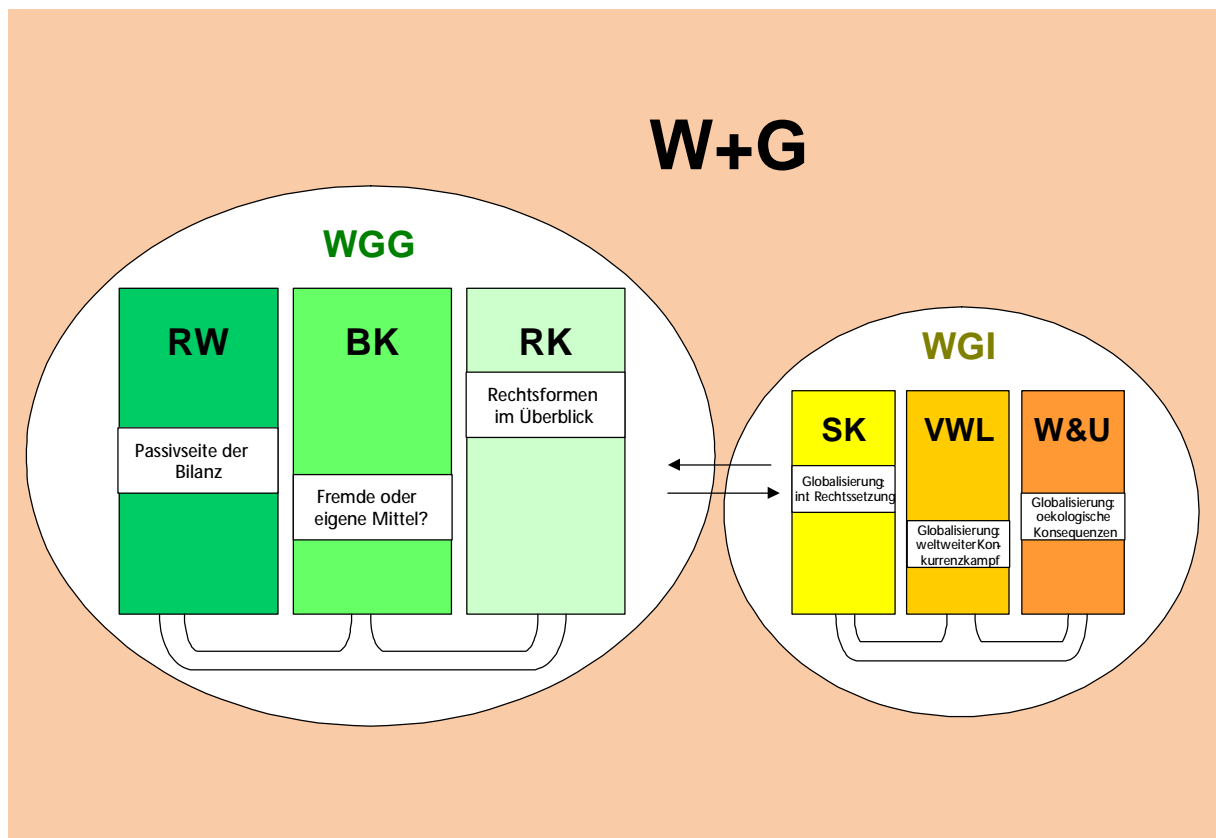 W+G
WGG
RW
BK
RK
Rechtsformen
im Überblick
Passivseite der
Bilanz
Fremde oder
eigene Mittel?
WGI
SK
VWL
W&U
Globalisierung:
int Rechtssetzung
Globalisierung:
weltweiter Kon-
kurrenzkampf
Globalisierung:
oekologische
Konsequenzen